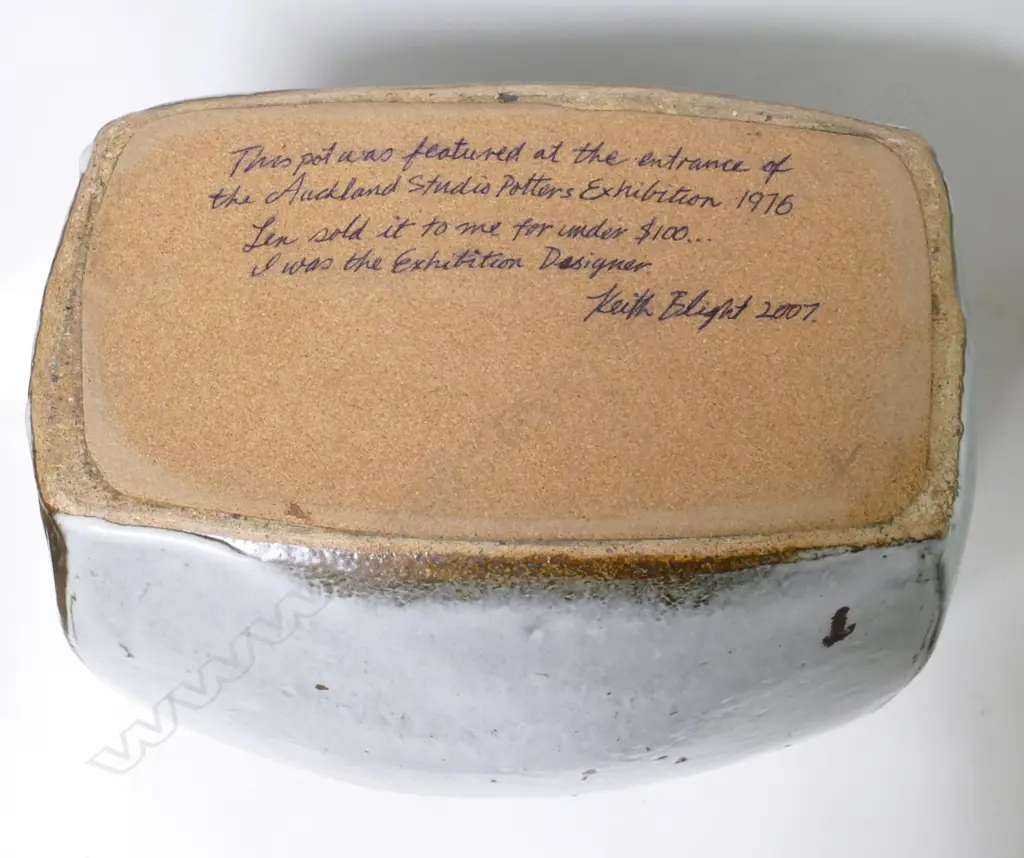 This pot was featured at the entrance of
the Auckland Studio Potters Exhibition 1976
Len sold it to me for under $100...
I was the Exhibition Designer.
Keith Blight 2007.
www